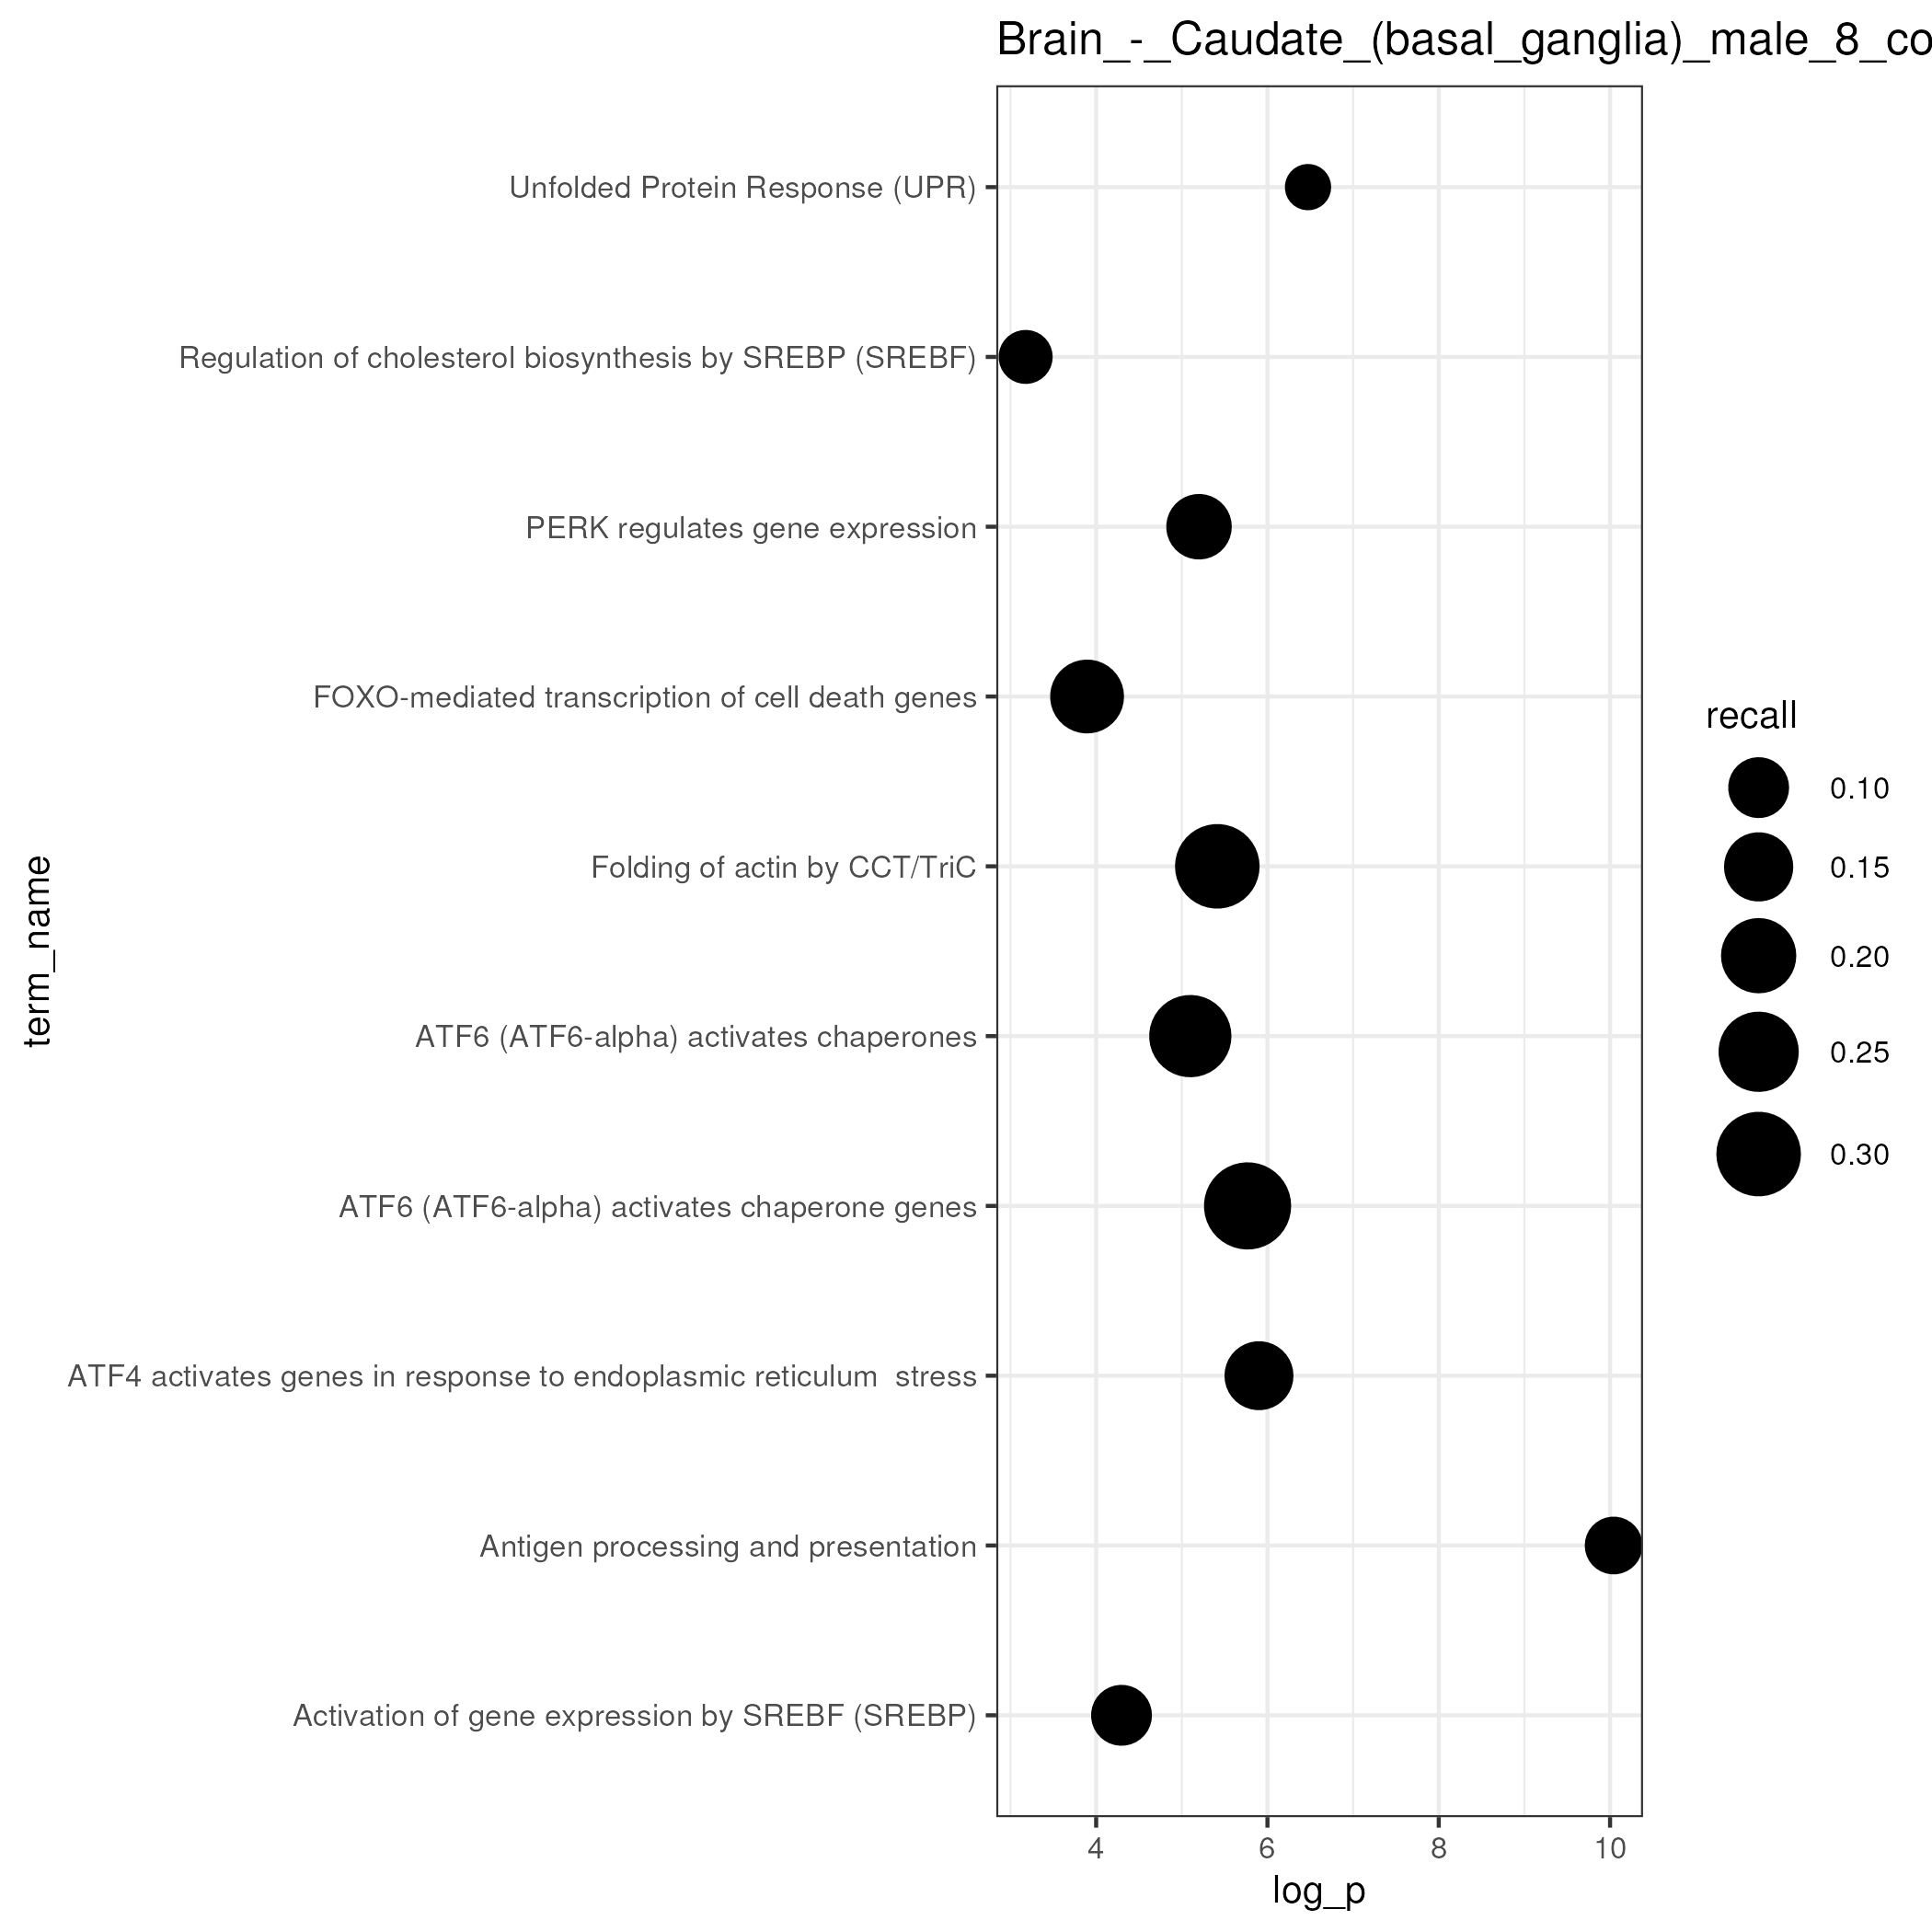 Brain_-_Caudate_(basal_ganglia)_male_8_co
term_name
Unfolded Protein Response (UPR)
Regulation of cholesterol biosynthesis by SREBP (SREBF)
PERK regulates gene expression
FOXO-mediated transcription of cell death genes
Folding of actin by CCT/TriC
ATF6 (ATF6-alpha) activates chaperones
ATF6 (ATF6-alpha) activates chaperone genes
ATF4 activates genes in response to endoplasmic reticulum  stress
Antigen processing and presentation
Activation of gene expression by SREBF (SREBP)
4 6 8 10
log_p
recall
0.10
0.15
0.20
0.25
0.30